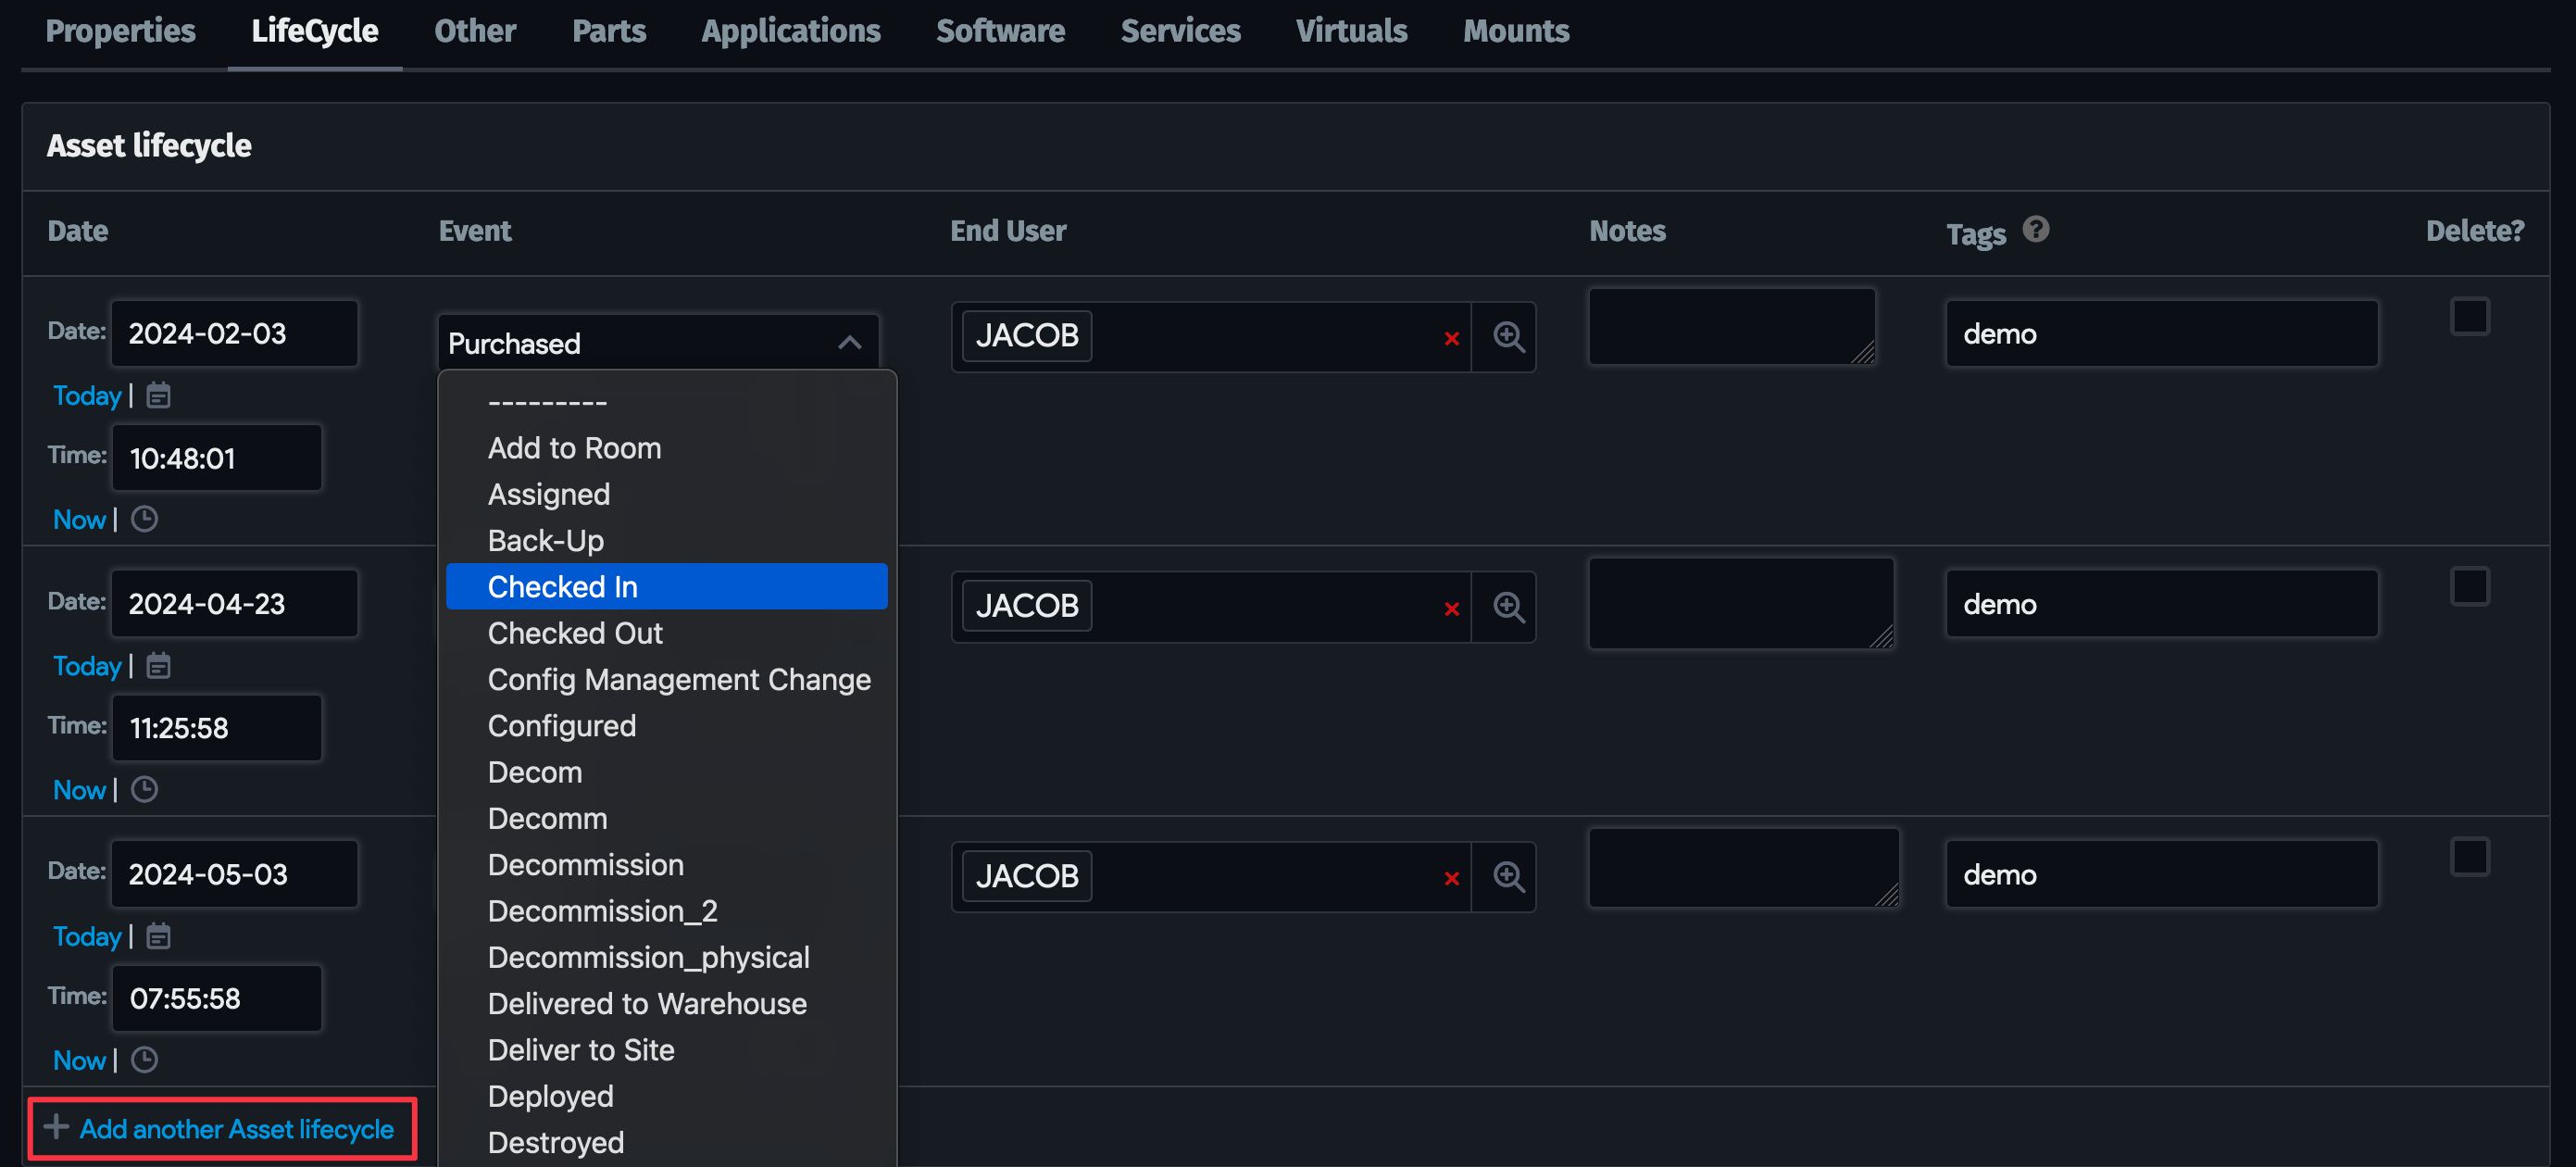 Properties LifeCycle Other Parts Applications Software Services Virtuals Mounts
Asset lifecycle
Date Event End User Notes Tags ? Delete?
Date: 2024-02-03 Purchased JACOB × demo
Today |
Time: 10:48:01
Now |
---------
Add to Room
Assigned
Back-Up
Checked In
Checked Out
Config Management Change
Configured
Decom
Decomm
Decommission
Decommission_2
Decommission_physical
Delivered to Warehouse
Deliver to Site
Deployed
Destroyed
Date: 2024-04-23 JACOB × demo
Today |
Time: 11:25:58
Now |
Date: 2024-05-03 JACOB × demo
Today |
Time: 07:55:58
Now |
+ Add another Asset lifecycle